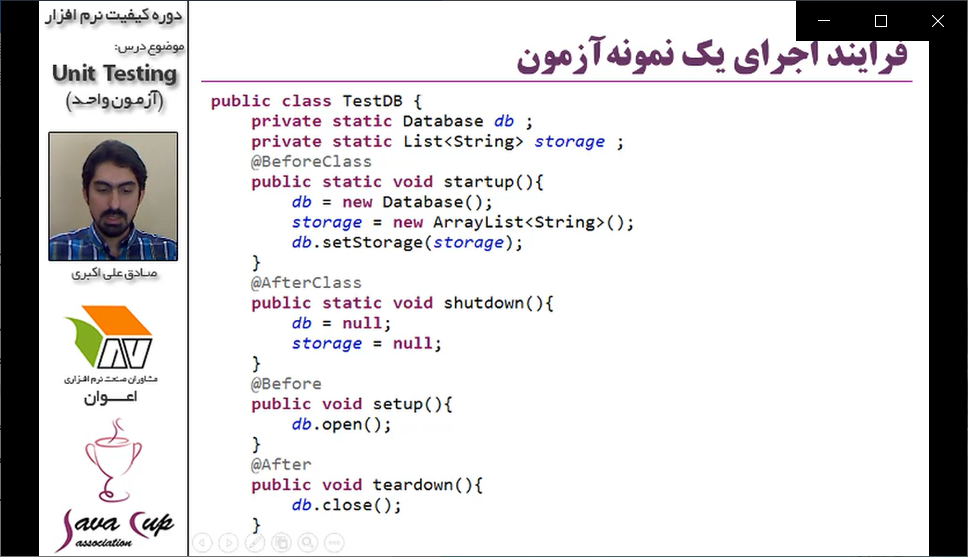 دوره کیفیت نرم افزار
موضوع درس:
Unit Testing
(آزمون واحد)
صادق علی اکبری
مشاوران صنعت نرم افزاری
اعـوان
Java Cup
association
فرایند اجرای یک نمونه آزمون
public class TestDB {
private static Database db ;
private static List<String> storage ;
@BeforeClass
public static void startup(){
db = new Database();
storage = new ArrayList<String>();
db.setStorage(storage);
}
@AfterClass
public static void shutdown(){
db = null;
storage = null;
}
@Before
public void setup(){
db.open();
}
@After
public void teardown(){
db.close();
}